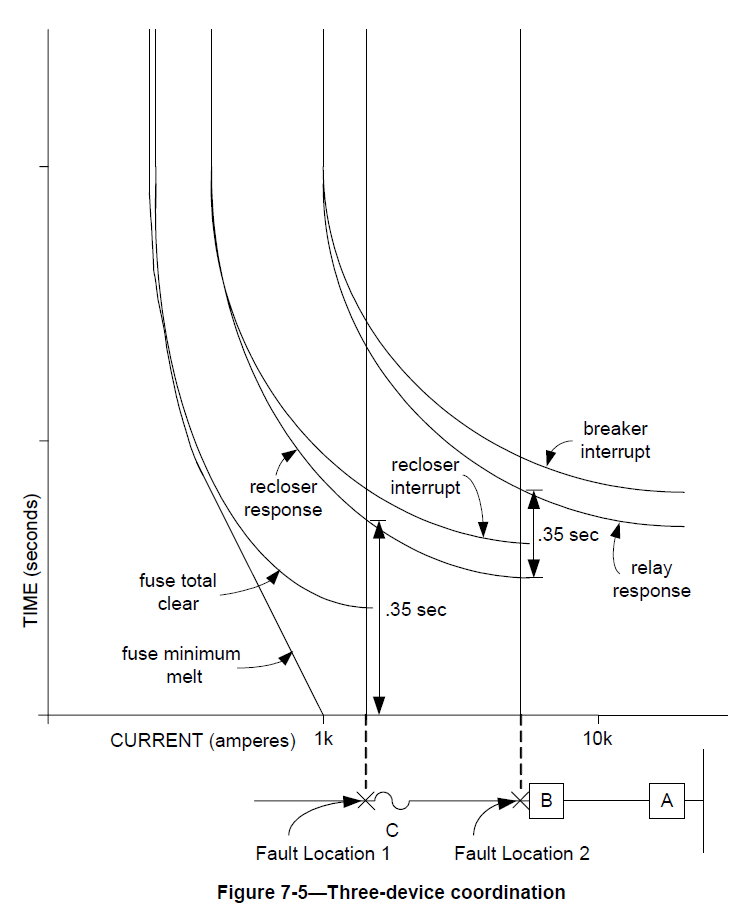 breaker
interrupt
recloser
interrupt
recloser
response
.35 sec
relay
response
fuse total
clear
.35 sec
fuse minimum
melt
TIME (seconds)
CURRENT (amperes) 1k 10k
B A
C
Fault Location 1 Fault Location 2
Figure 7-5—Three-device coordination